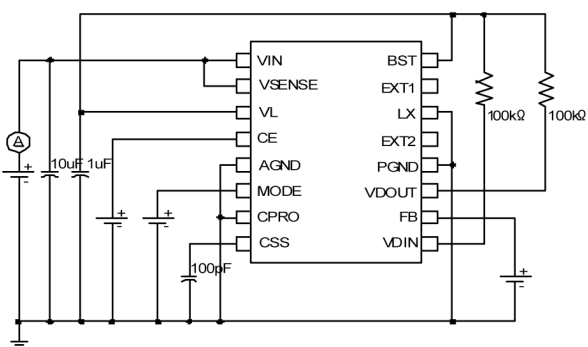 VIN
VSENSE
VL
CE
AGND
MODE
CPRO
CSS
BST
EXT1
LX
EXT2
PGND
VDOUT
FB
VDIN
A
10uF
1uF
100pF
100kΩ
100kΩ
+
-
+
-
+
-
+
-